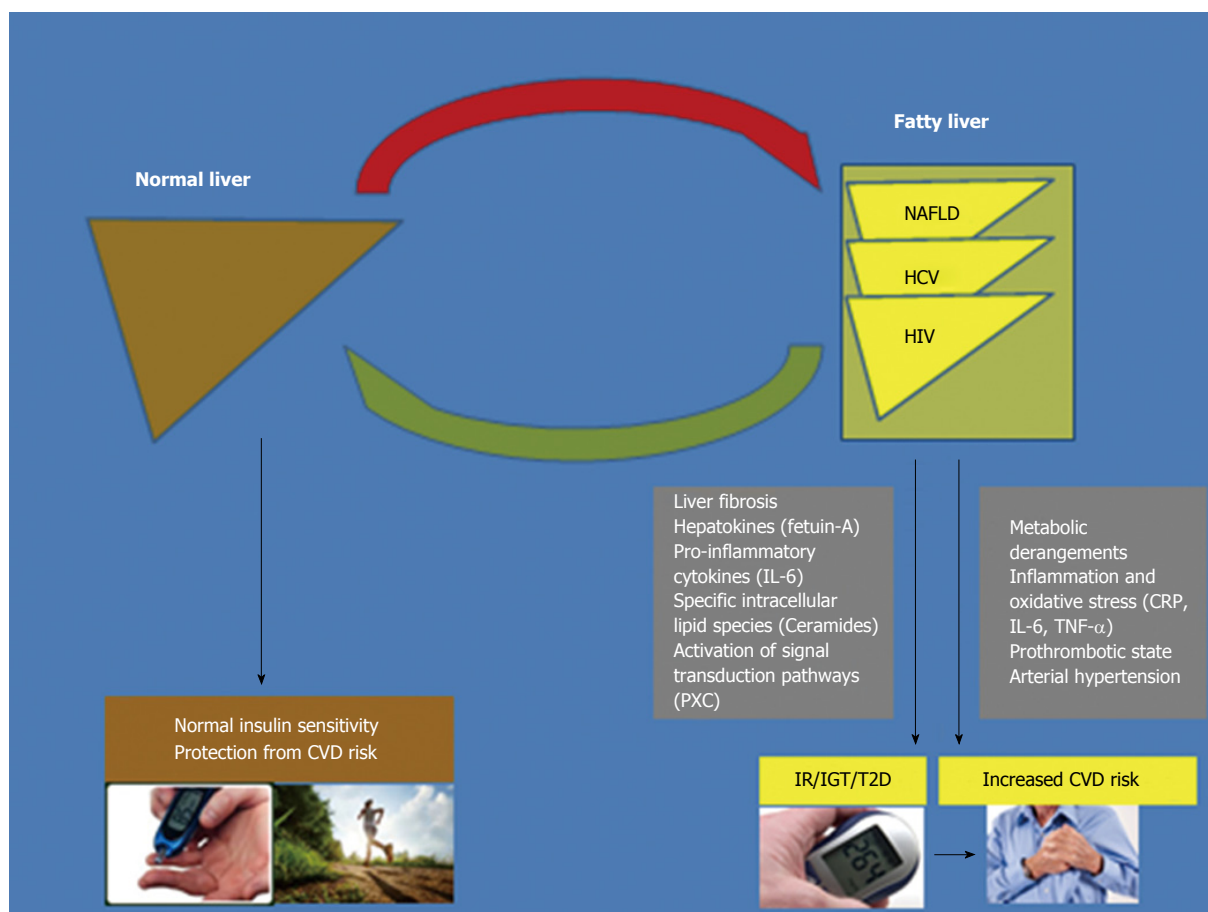 Normal liver
Fatty liver
NAFLD
HCV
HIV
Liver fibrosis
Hepatokines (fetuin-A)
Pro-inflammatory
cytokines (IL-6)
Specific intracellular
lipid species (Ceramides)
Activation of signal
transduction pathways
(PXC)
Metabolic
derangements
Inflammation and
oxidative stress (CRP,
IL-6, TNF-α)
Prothrombotic state
Arterial hypertension
Normal insulin sensitivity
Protection from CVD risk
IR/IGT/T2D
Increased CVD risk
264